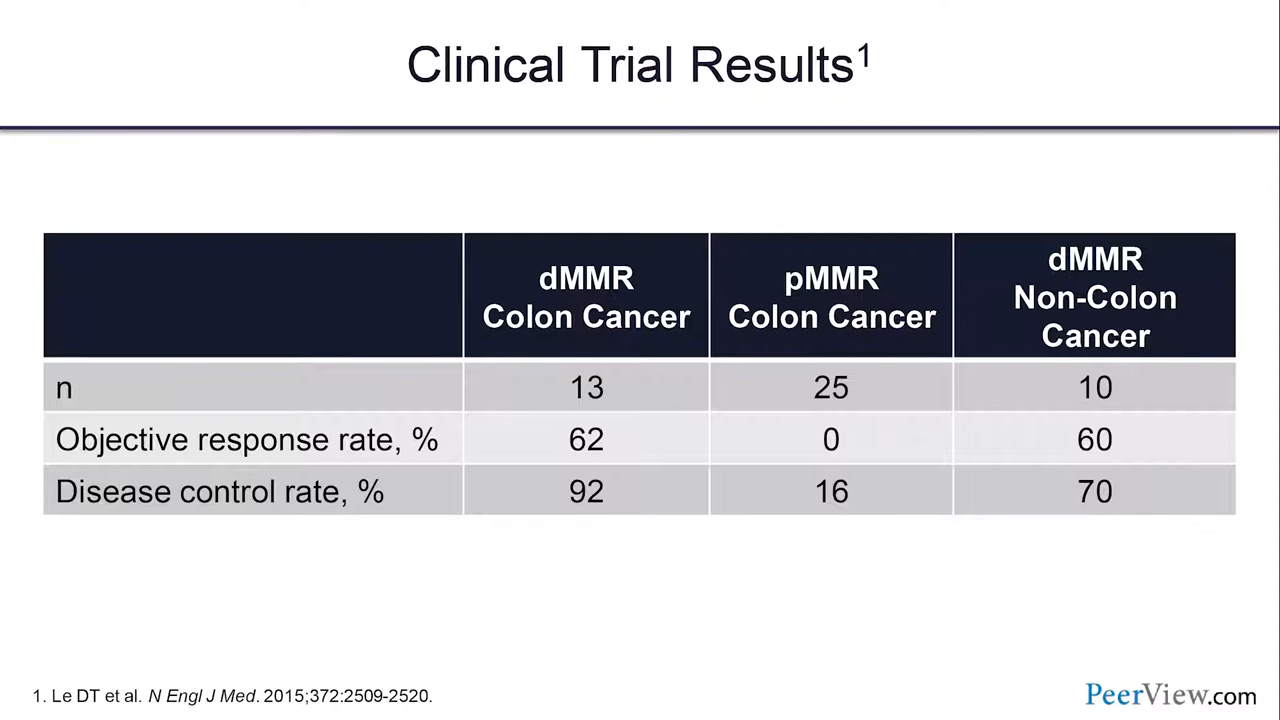 Clinical Trial Results¹
dMMR
Colon Cancer
pMMR
Colon Cancer
dMMR
Non-Colon
Cancer
n 13 25 10
Objective response rate, % 62 0 60
Disease control rate, % 92 16 70
1. Le DT et al. N Engl J Med. 2015;372:2509-2520.
PeerView.com